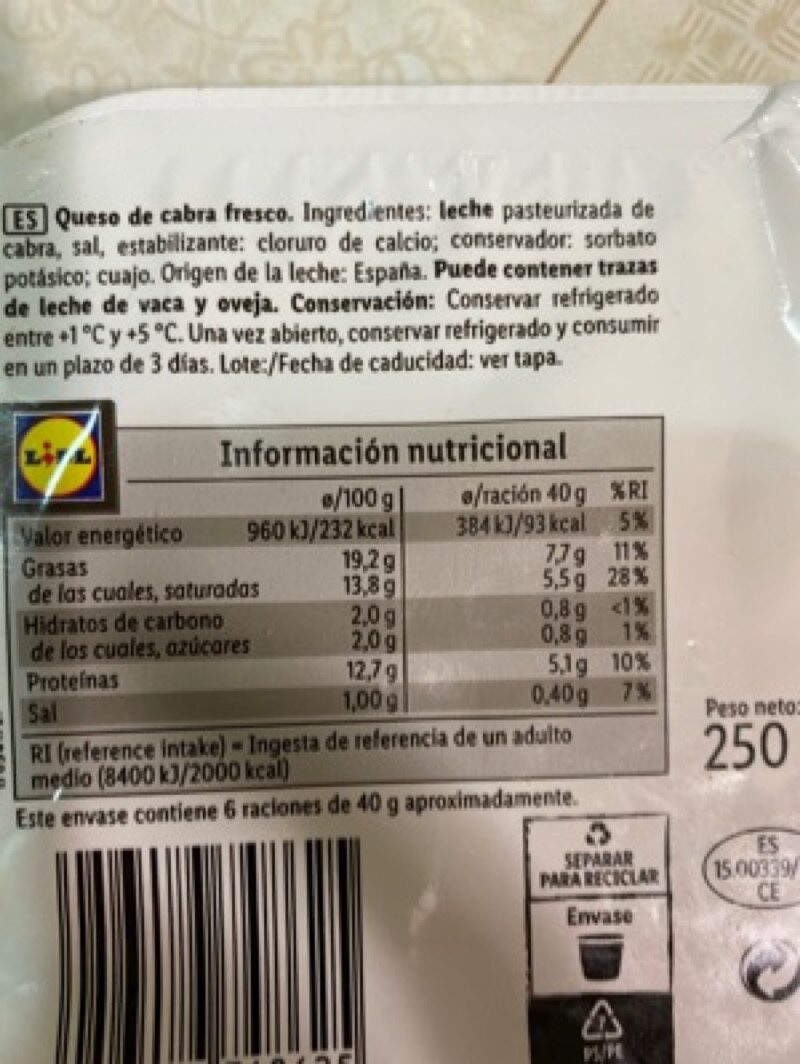 ES Queso de cabra fresco. Ingredientes: leche pasteurizada de
cabra, sal, estabilizante: cloruro de calcio; conservador: sorbato
potásico; cuajo. Origen de la leche: España. Puede contener trazas
de leche de vaca y oveja. Conservación: Conservar refrigerado
entre +1 °C y +5 °C. Una vez abierto, conservar refrigerado y consumir
en un plazo de 3 días. Lote:/Fecha de caducidad: ver tapa.
LiDL
Información nutricional
ø/100 g ø/ración 40 g %RI
Valor energético 960 kJ/232 kcal 384 kJ/93 kcal 5%
Grasas 19,2 g 7,7 g 11%
de las cuales, saturadas 13,8 g 5,5 g 28%
Hidratos de carbono 2,0 g 0,8 g <1%
de los cuales, azúcares 2,0 g 0,8 g 1%
Proteínas 12,7 g 5,1 g 10%
Sal 1,00 g 0,40 g 7%
RI (reference intake) = Ingesta de referencia de un adulto
medio (8400 kJ/2000 kcal)
Este envase contiene 6 raciones de 40 g aproximadamente.
Peso neto:
250
SEPARAR
PARA RECICLAR
Envase
ES
15.00339/
CE